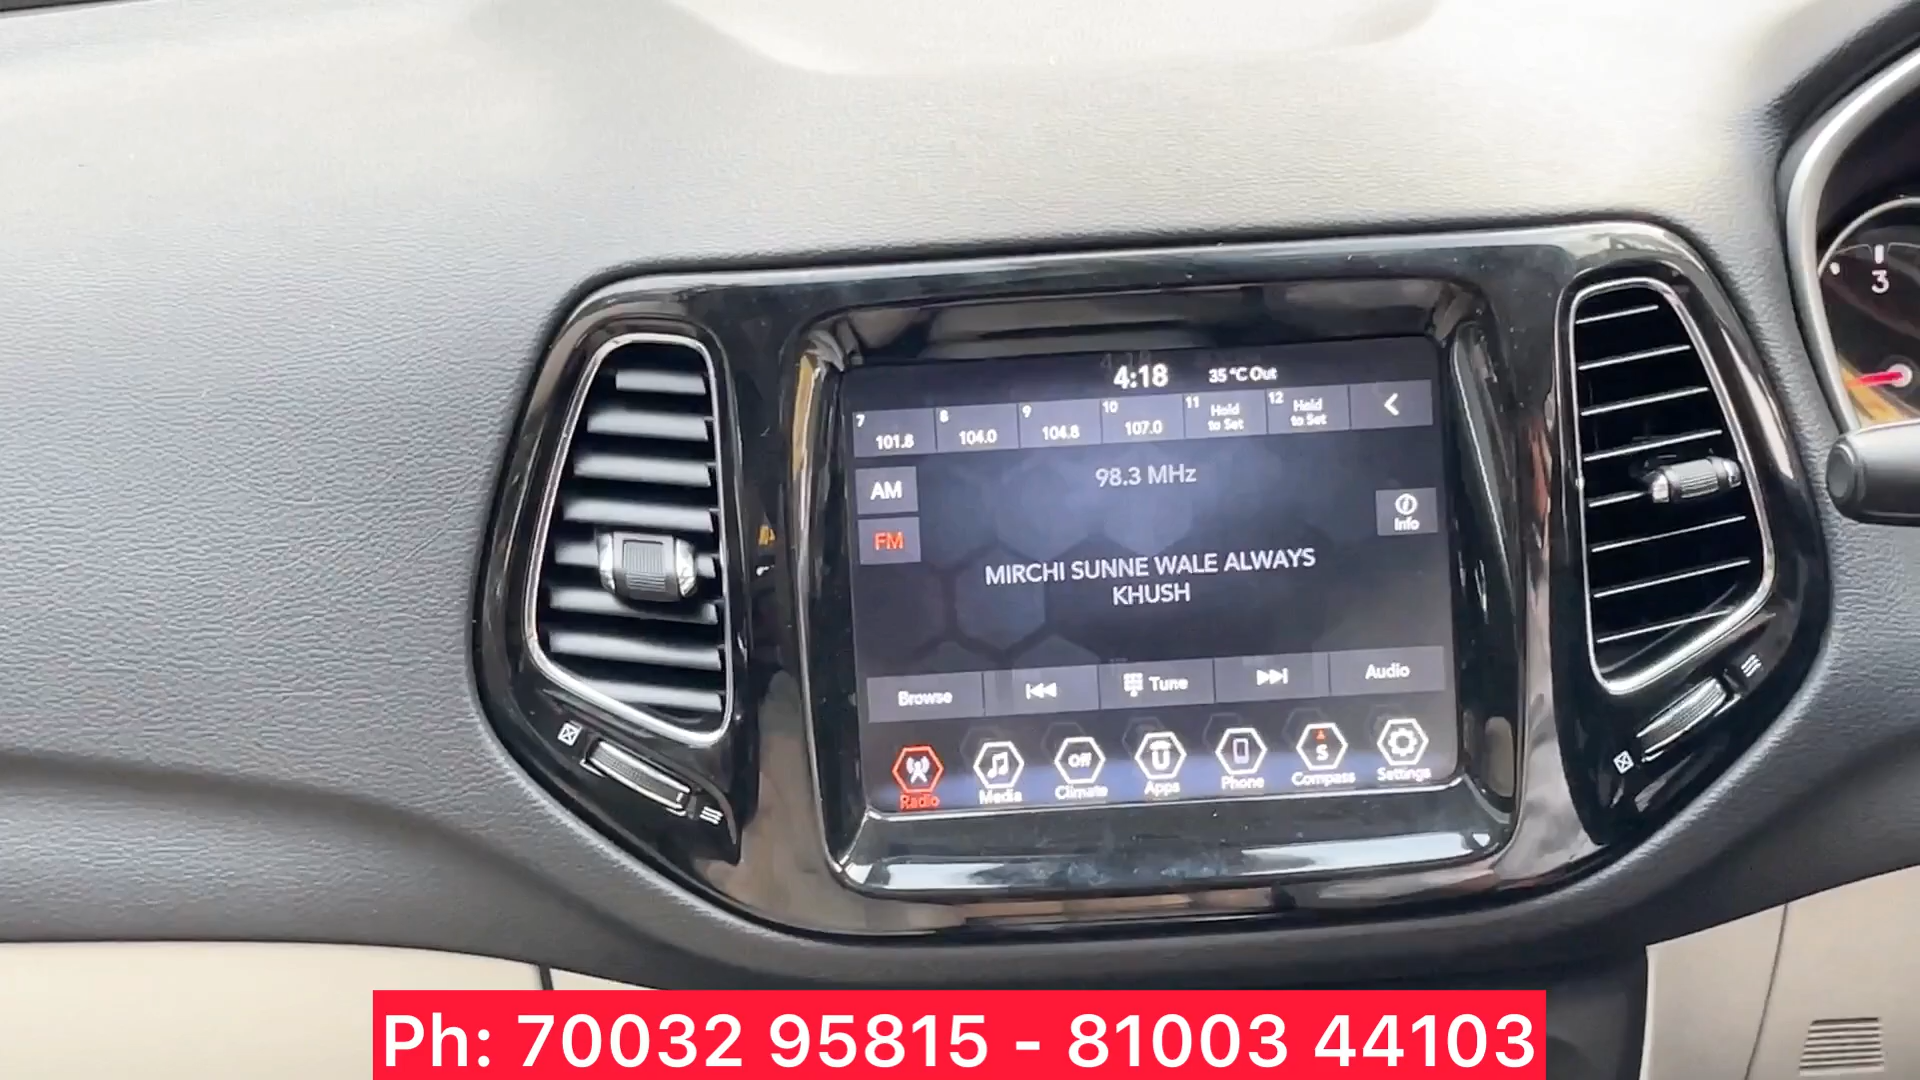 4:18 35 °C Out
7 101.8 8 104.0 9 104.8 10 107.0 11 Hold to Set 12 Hold to Set
AM
98.3 MHz
FM
Info
MIRCHI SUNNE WALE ALWAYS
KHUSH
Browse Tune Audio
Off S
Radio Media Climate Apps Phone Compass Settings
3
Ph: 70032 95815 - 81003 44103